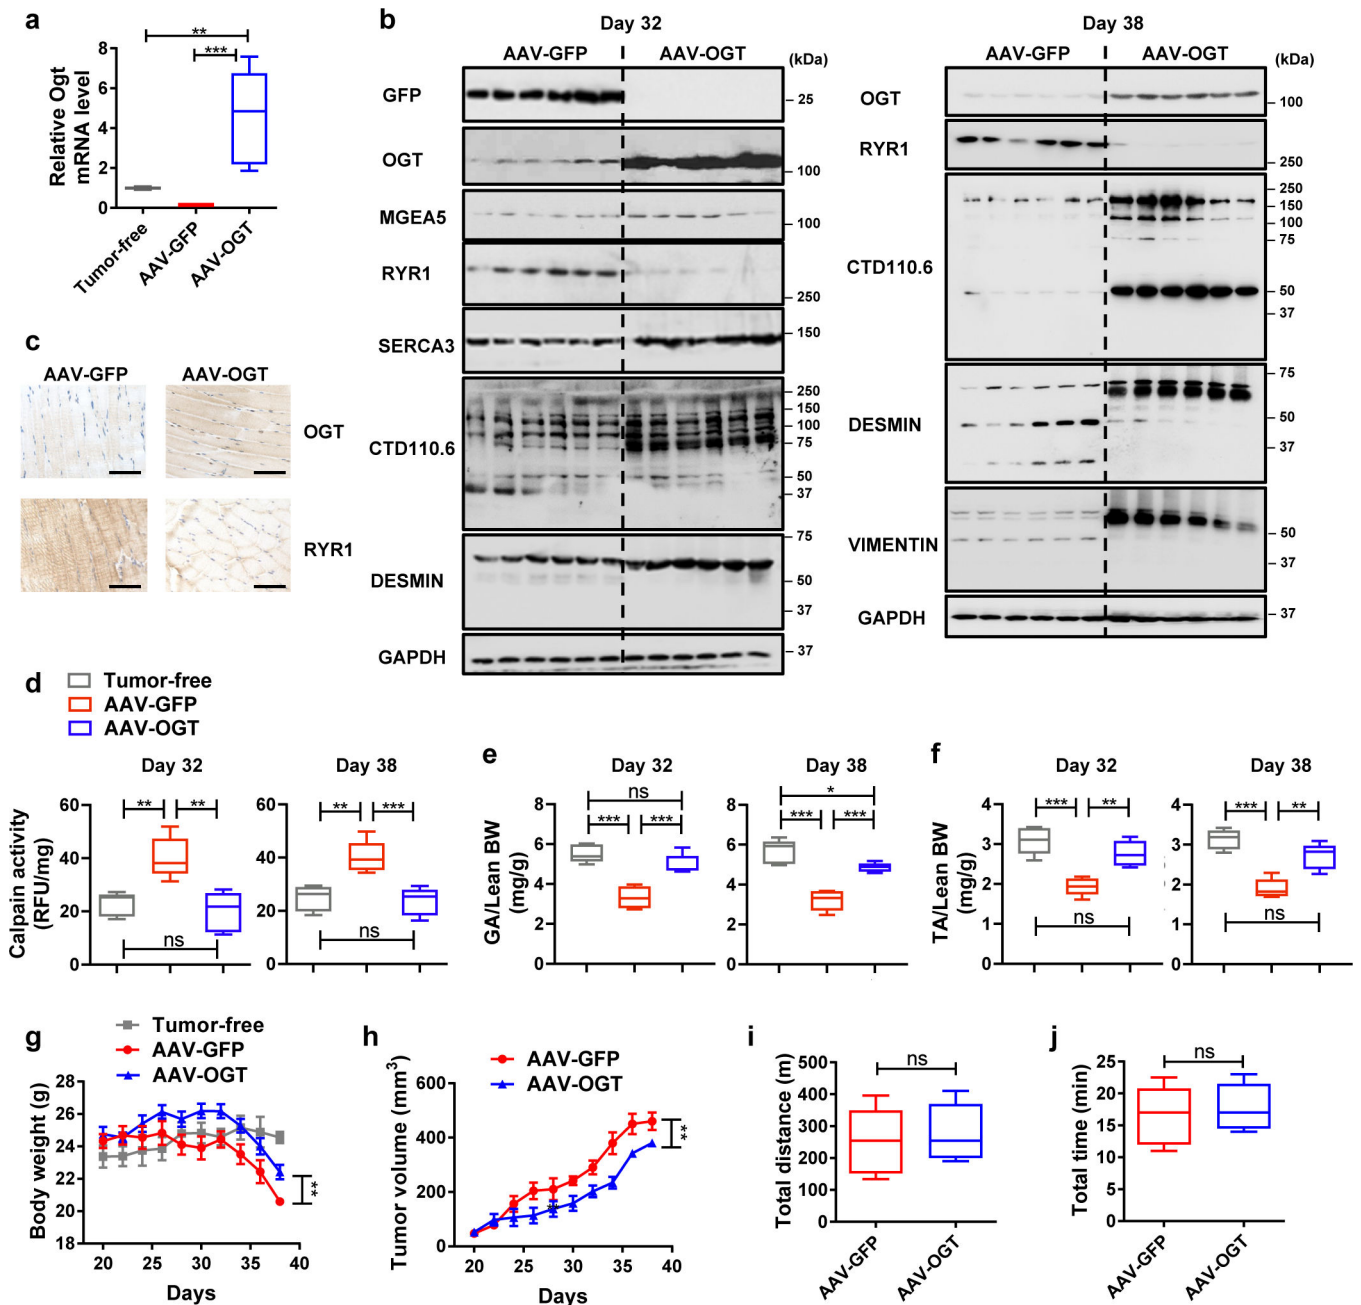 a
Relative Ogt
mRNA level
8
6
4
2
0
**
***
Tumor-free
AAV-GFP
AAV-OGT
b
Day 32
AAV-GFP
AAV-OGT
(kDa)
GFP
25
OGT
100
MGEA5
100
RYR1
250
SERCA3
150
CTD110.6
250
150
100
75
50
37
DESMIN
75
50
37
GAPDH
37
Day 38
AAV-GFP
AAV-OGT
(kDa)
OGT
100
RYR1
250
CTD110.6
250
150
100
75
50
37
DESMIN
75
50
37
VIMENTIN
50
37
GAPDH
37
c
AAV-GFP
AAV-OGT
OGT
RYR1
d
Tumor-free
AAV-GFP
AAV-OGT
Calpain activity
(RFU/mg)
Day 32
60
40
20
0
**
**
ns
Day 38
60
40
20
0
**
***
ns
e
GA/Lean BW
(mg/g)
Day 32
8
6
4
2
0
ns
***
***
Day 38
8
6
4
2
0
*
***
***
f
TA/Lean BW
(mg/g)
Day 32
4
3
2
1
0
***
**
ns
Day 38
4
3
2
1
0
***
**
ns
g
Tumor-free
AAV-GFP
AAV-OGT
Body weight (g)
28
26
24
22
20
18
**
20 25 30 35 40
Days
h
AAV-GFP
AAV-OGT
Tumor volume (mm3)
600
400
200
0
**
***
20 25 30 35 40
Days
i
Total distance (m)
500
400
300
200
100
0
ns
AAV-GFP
AAV-OGT
j
Total time (min)
25
20
15
10
5
0
ns
AAV-GFP
AAV-OGT